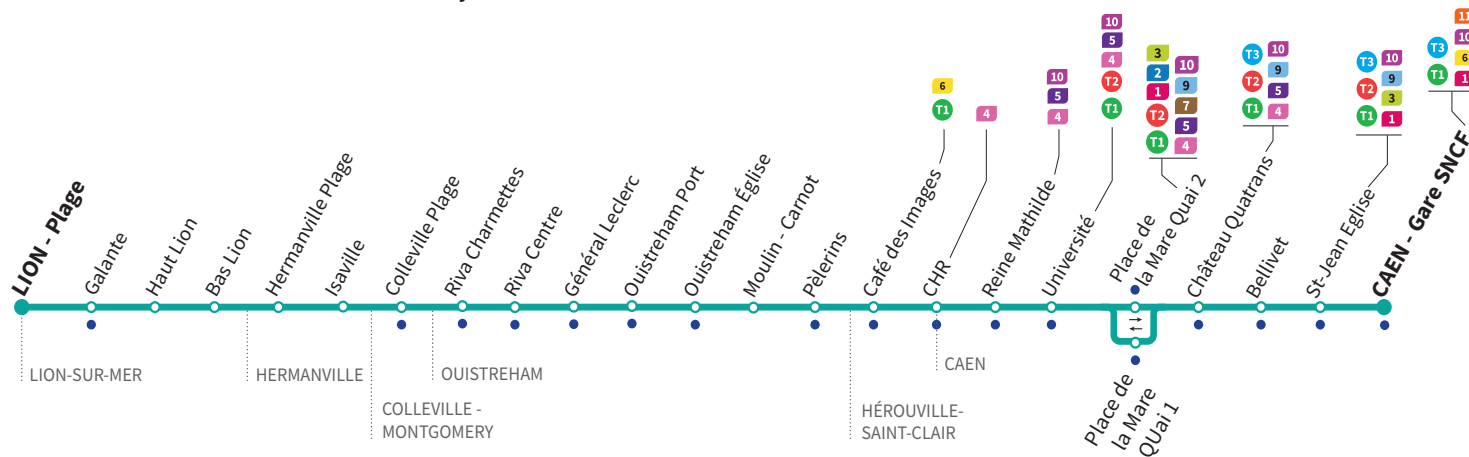 LION - Plage
Galante
Haut Lion
Bas Lion
Hermanville Plage
Isaville
Colleville Plage
Riva Charmettes
Riva Centre
Général Leclerc
Ouistreham Port
Ouistreham Église
Moulin - Carnot
Pèlerins
Café des Images
6
T1
CHR
4
Reine Mathilde
10
5
4
Université
10
5
4
T2
T1
Place de
la Mare Quai 2
3
2
1
T2
T1
10
9
7
5
4
Place de
la Mare
QUai 1
Château Quatrans
T3 10
T2 9
5
T1 4
Bellivet
St-Jean Eglise
T3 10
T2 9
3
T1 1
CAEN - Gare SNCF
11
T3 10
6
T1 1
LION-SUR-MER
HERMANVILLE
COLLEVILLE -
MONTGOMERY
OUISTREHAM
HÉROUVILLE-
SAINT-CLAIR
CAEN